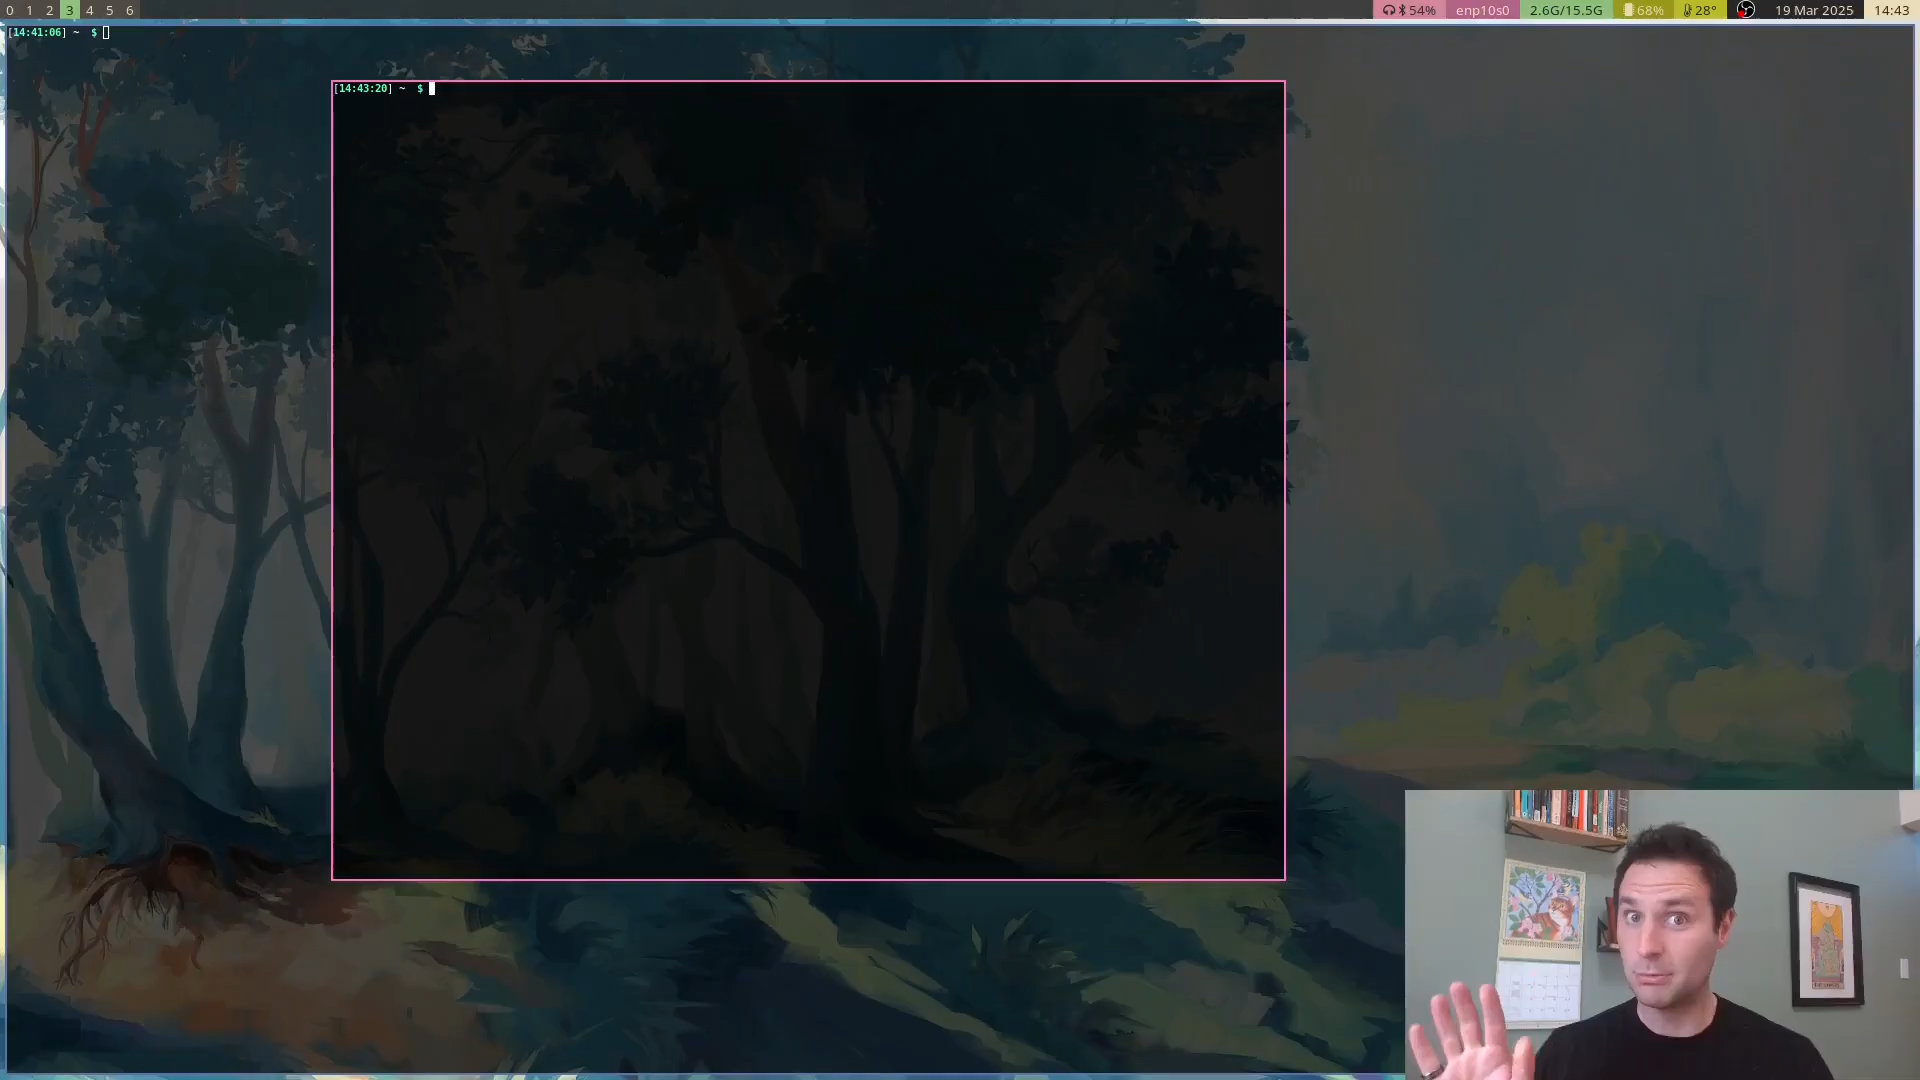 0 1 2 3 4 5 6
54% enp10s0 2.6G/15.5G 68% 28° 19 Mar 2025 14:43
[14:41:06] ~ $
[14:43:20] ~ $